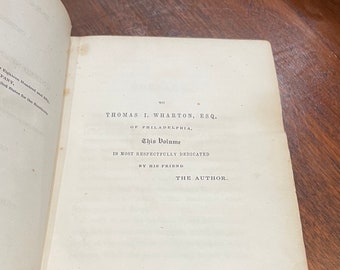 TO
THOMAS I. WHARTON, ESQ.
OF PHILADELPHIA,
This Volume
IS MOST RESPECTFULLY DEDICATED
BY HIS FRIEND
THE AUTHOR.